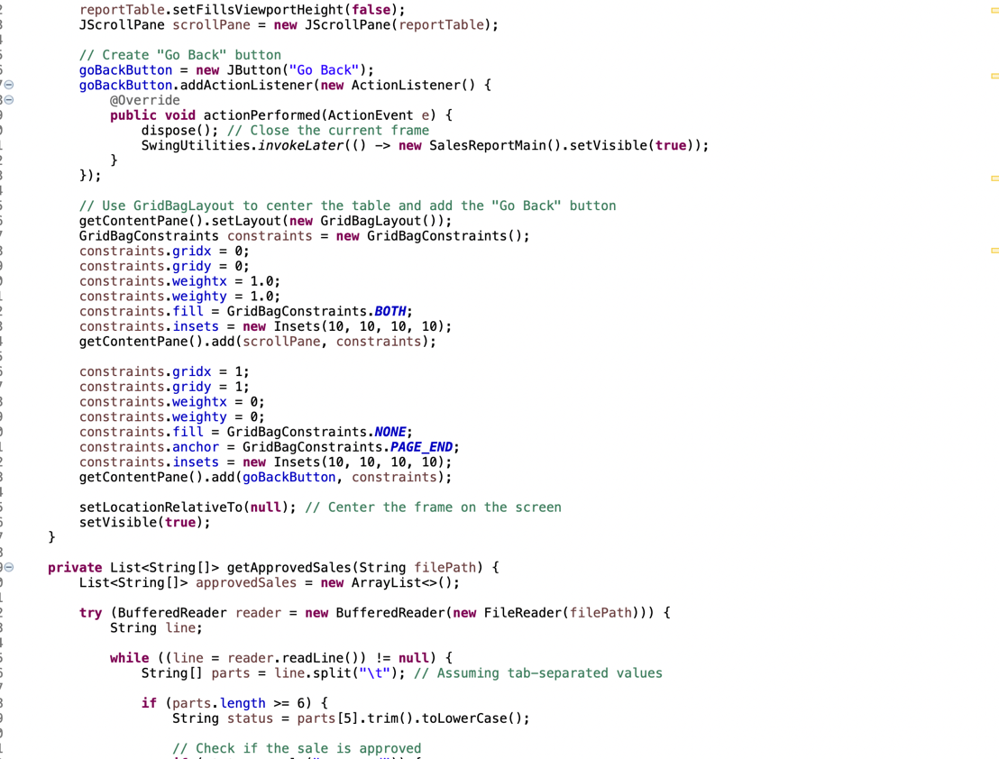 reportTable.setFillsViewportHeight(false);
JScrollPane scrollPane = new JScrollPane(reportTable);
// Create "Go Back" button
goBackButton = new JButton("Go Back");
goBackButton.addActionListener(new ActionListener() {
@Override
public void actionPerformed(ActionEvent e) {
dispose(); // Close the current frame
SwingUtilities.invokeLater(() -> new SalesReportMain().setVisible(true));
}
});
// Use GridBagLayout to center the table and add the "Go Back" button
getContentPane().setLayout(new GridBagLayout());
GridBagConstraints constraints = new GridBagConstraints();
constraints.gridx = 0;
constraints.gridy = 0;
constraints.weightx = 1.0;
constraints.weighty = 1.0;
constraints.fill = GridBagConstraints.BOTH;
constraints.insets = new Insets(10, 10, 10, 10);
getContentPane().add(scrollPane, constraints);
constraints.gridx = 1;
constraints.gridy = 1;
constraints.weightx = 0;
constraints.weighty = 0;
constraints.fill = GridBagConstraints.NONE;
constraints.anchor = GridBagConstraints.PAGE_END;
constraints.insets = new Insets(10, 10, 10, 10);
getContentPane().add(goBackButton, constraints);
setLocationRelativeTo(null); // Center the frame on the screen
setVisible(true);
}
private List<String[]> getApprovedSales(String filePath) {
List<String[]> approvedSales = new ArrayList<>();
try (BufferedReader reader = new BufferedReader(new FileReader(filePath))) {
String line;
while ((line = reader.readLine()) != null) {
String[] parts = line.split("\t"); // Assuming tab-separated values
if (parts.length >= 6) {
String status = parts[5].trim().toLowerCase();
// Check if the sale is approved